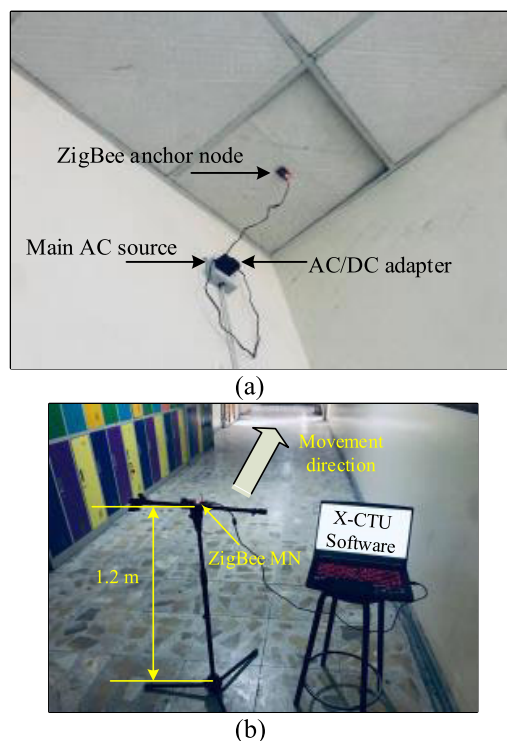 ZigBee anchor node
Main AC source
AC/DC adapter
(a)
Movement
direction
X-CTU
Software
ZigBee MN
1.2 m
(b)